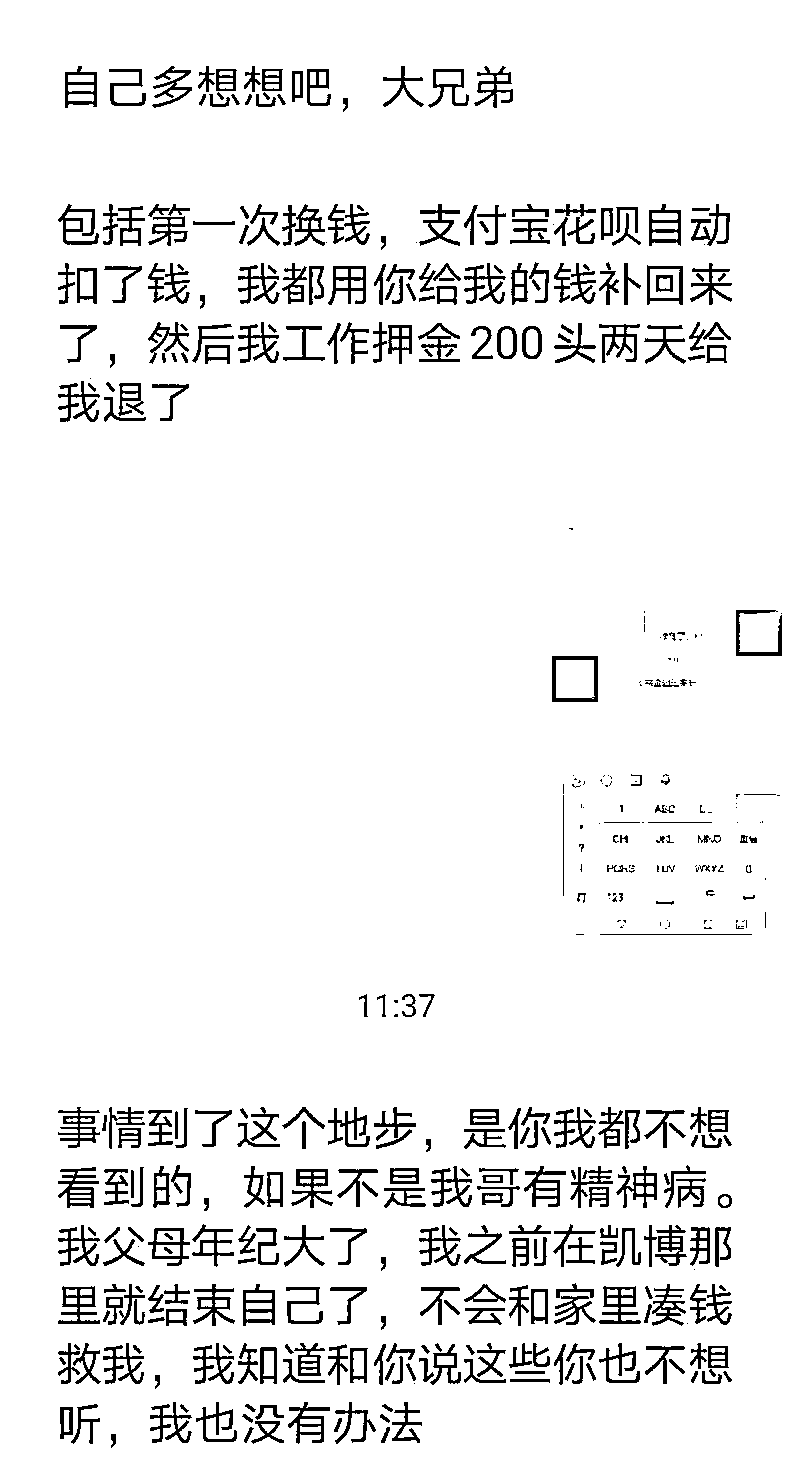 自己多想想吧，大兄弟
包括第一次换钱，支付宝花呗自动
扣了钱，我都用你给我的钱补回来
了，然后我工作押金200头两天给
我退了
ABC
JKL
MNO
TUV
WXYZ
123
11:37
事情到了这个地步，是你我都不想
看到的，如果不是我哥有精神病。
我父母年纪大了，我之前在凯博那
里就结束自己了，不会和家里凑钱
救我，我知道和你说这些你也不想
听，我也没有办法